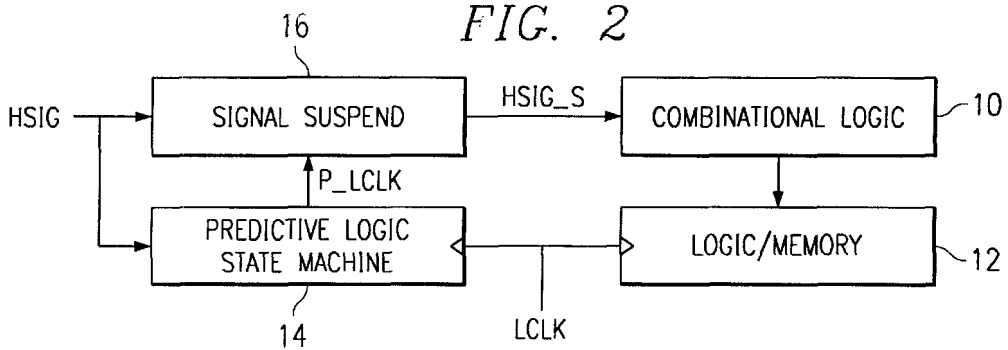 FIG. 2
16
HSIG
SIGNAL SUSPEND
HSIG_S
COMBINATIONAL LOGIC
10
P_LCLK
PREDICTIVE LOGIC
STATE MACHINE
LOGIC/MEMORY
12
14
LCLK